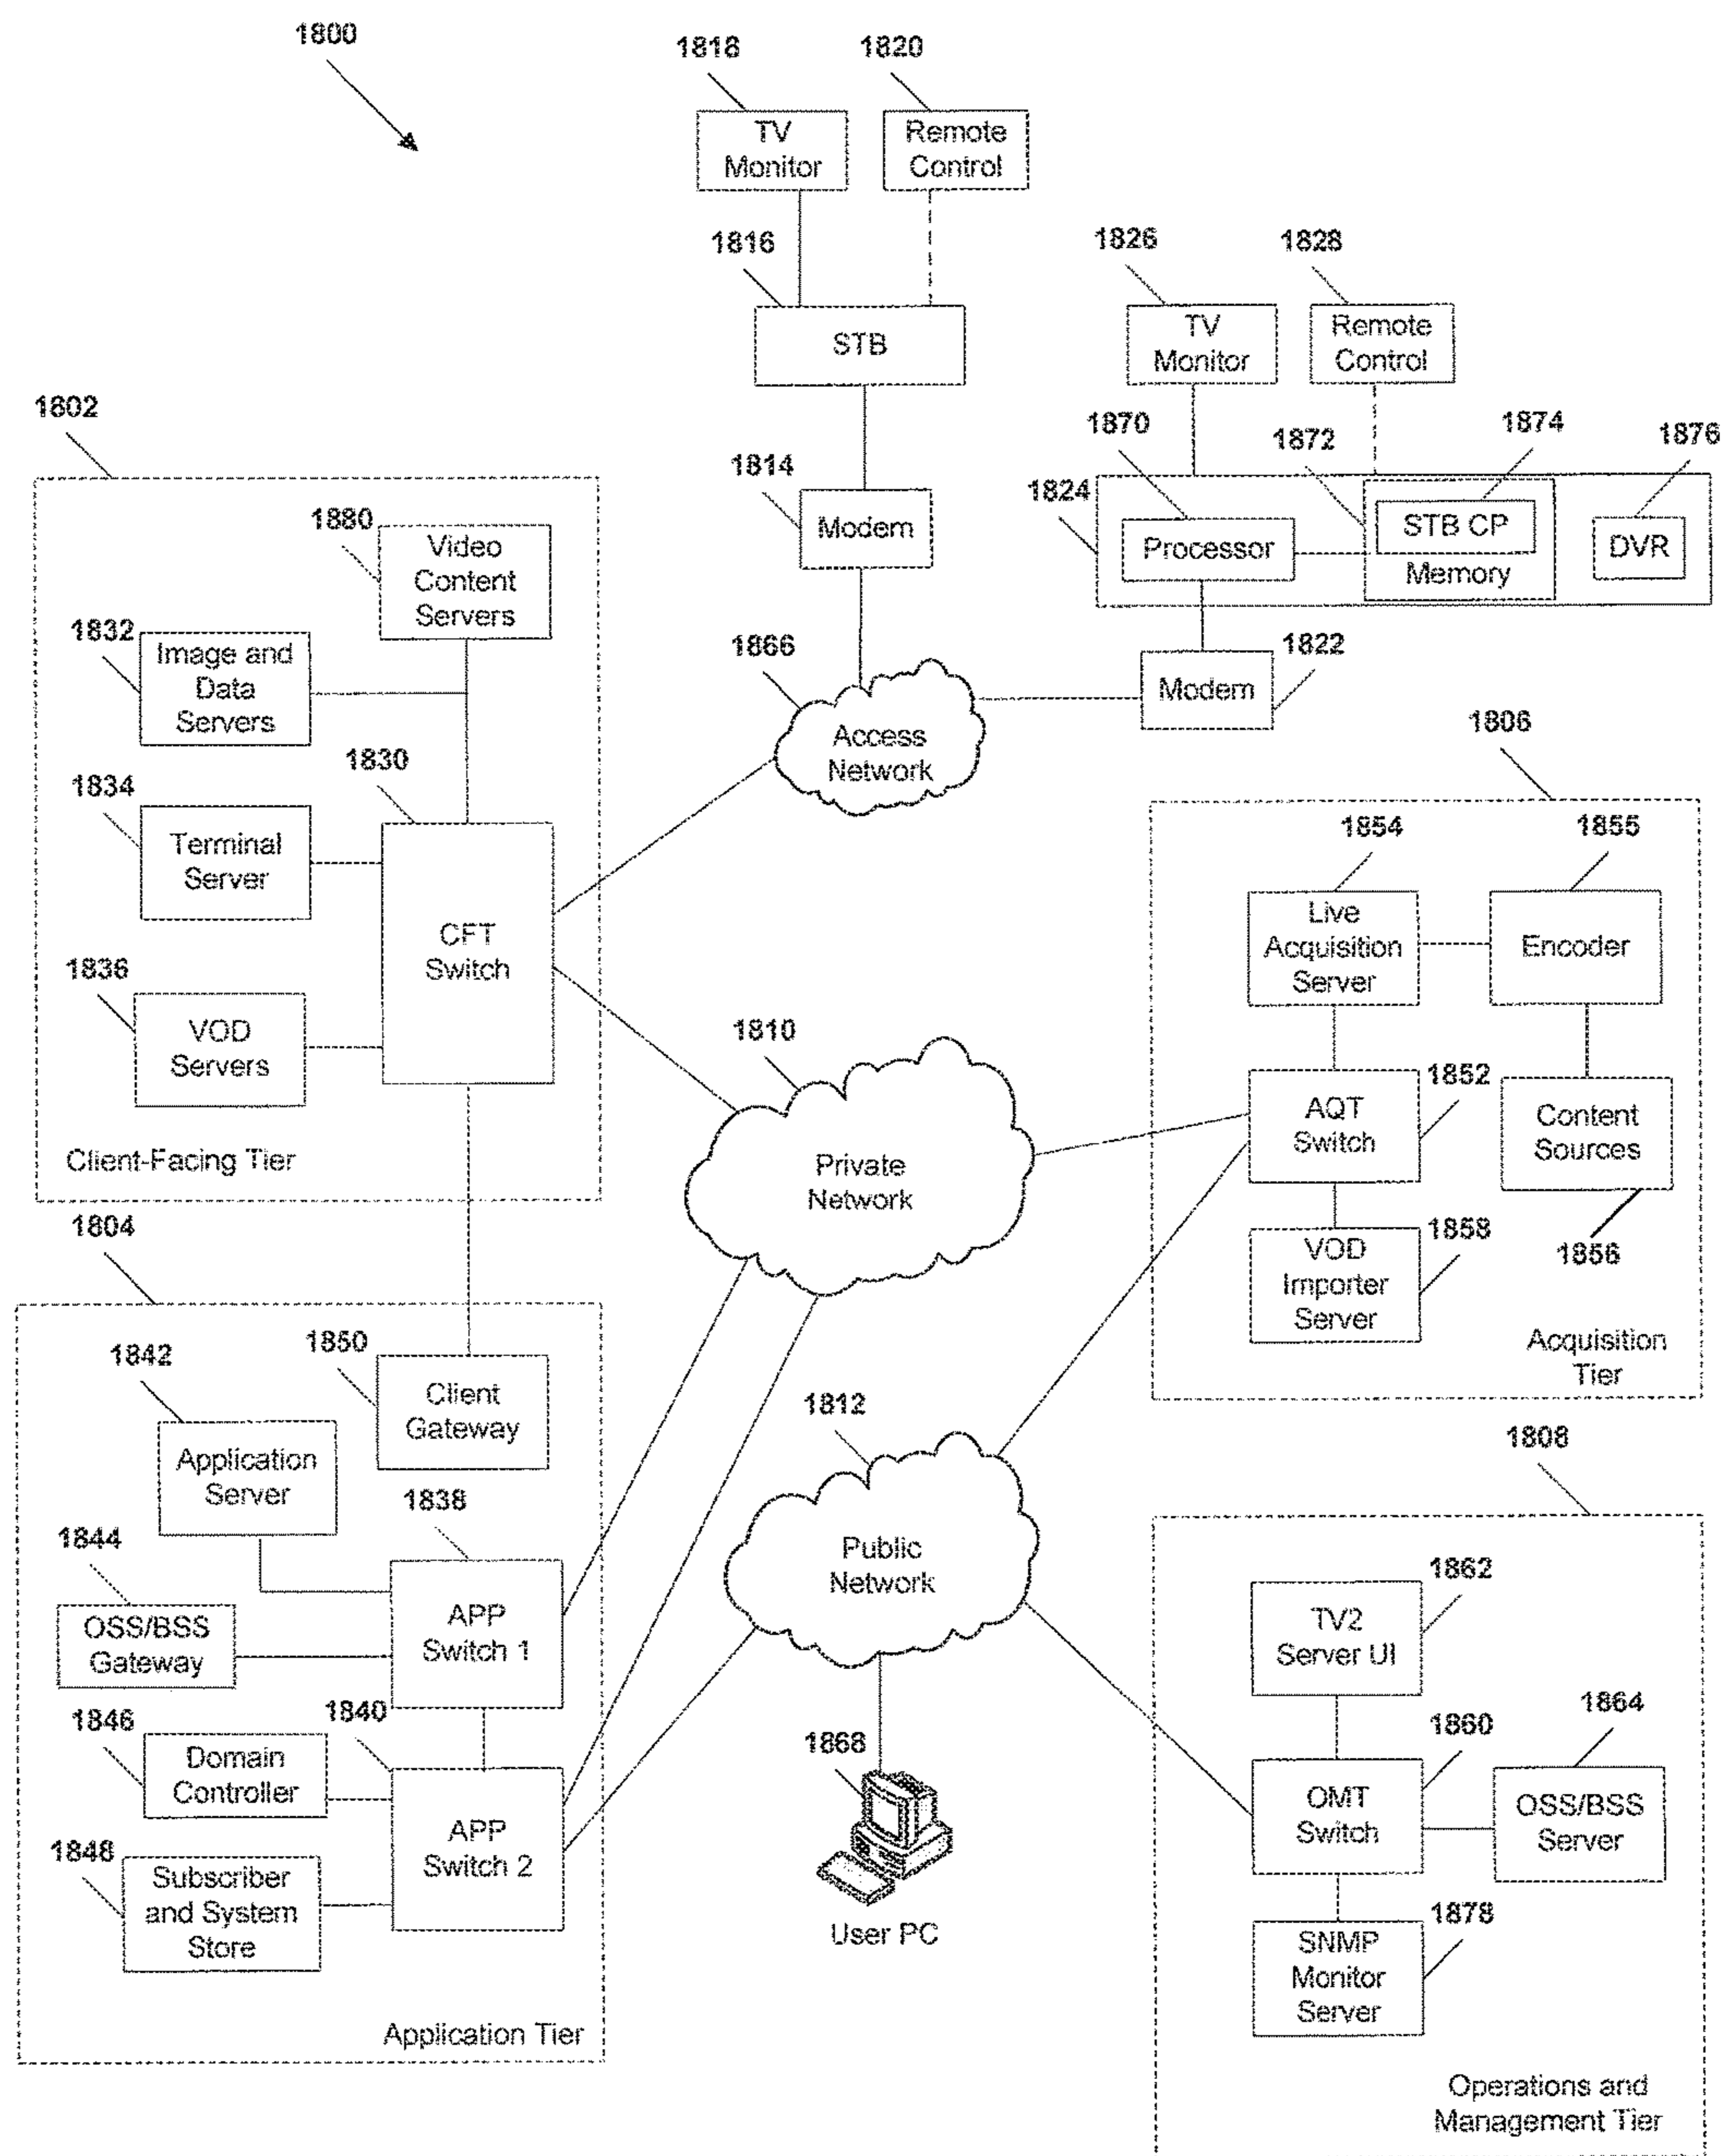 1800
1818
1820
TV
Monitor
Remote
Control
1816
STB
1826
1828
TV
Monitor
Remote
Control
1814
Modem
1870
1872
1874
1876
1824
Processor
STB CP
Memory
DVR
1822
Modem
1866
Access
Network
1802
1880
Video
Content
Servers
1832
Image and
Data
Servers
1830
1834
Terminal
Server
CFT
Switch
1836
VOD
Servers
Client-Facing Tier
1806
1854
1855
Live
Acquisition
Server
Encoder
1852
AQT
Switch
Content
Sources
1856
1858
VOD
Importer
Server
Acquisition
Tier
1810
Private
Network
1804
1850
1842
Client
Gateway
Application
Server
1838
1844
OSS/BSS
Gateway
APP
Switch 1
1846
1840
Domain
Controller
APP
Switch 2
1848
Subscriber
and System
Store
Application Tier
1812
Public
Network
1868
User PC
1808
1862
TV2
Server UI
1860
1864
OMT
Switch
OSS/BSS
Server
1878
SNMP
Monitor
Server
Operations and
Management Tier